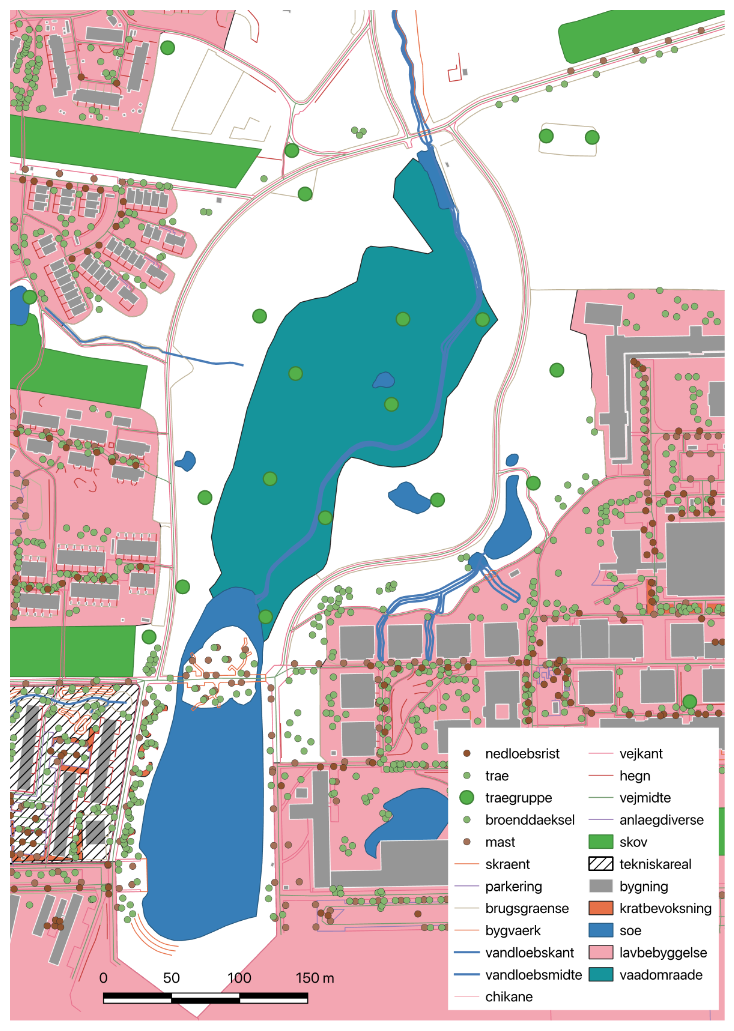 nedloebsrist
trae
traegruppe
broenddaeksel
mast
skraent
parkering
brugsgraense
bygvaerk
vandloebskant
vandloebsmidte
chikane
vejkant
hegn
vejmidte
anlaegdiverse
skov
tekniskareal
bygning
kratbevoksning
soe
lavbebyggelse
vaadomraade
0 50 100 150 m